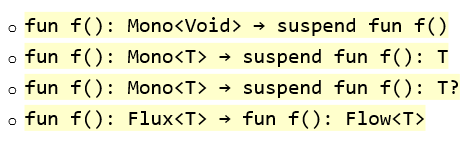 ○ fun f(): Mono<Void> → suspend fun f()
○ fun f(): Mono<T> → suspend fun f(): T
○ fun f(): Mono<T> → suspend fun f(): T?
○ fun f(): Flux<T> → fun f(): Flow<T>